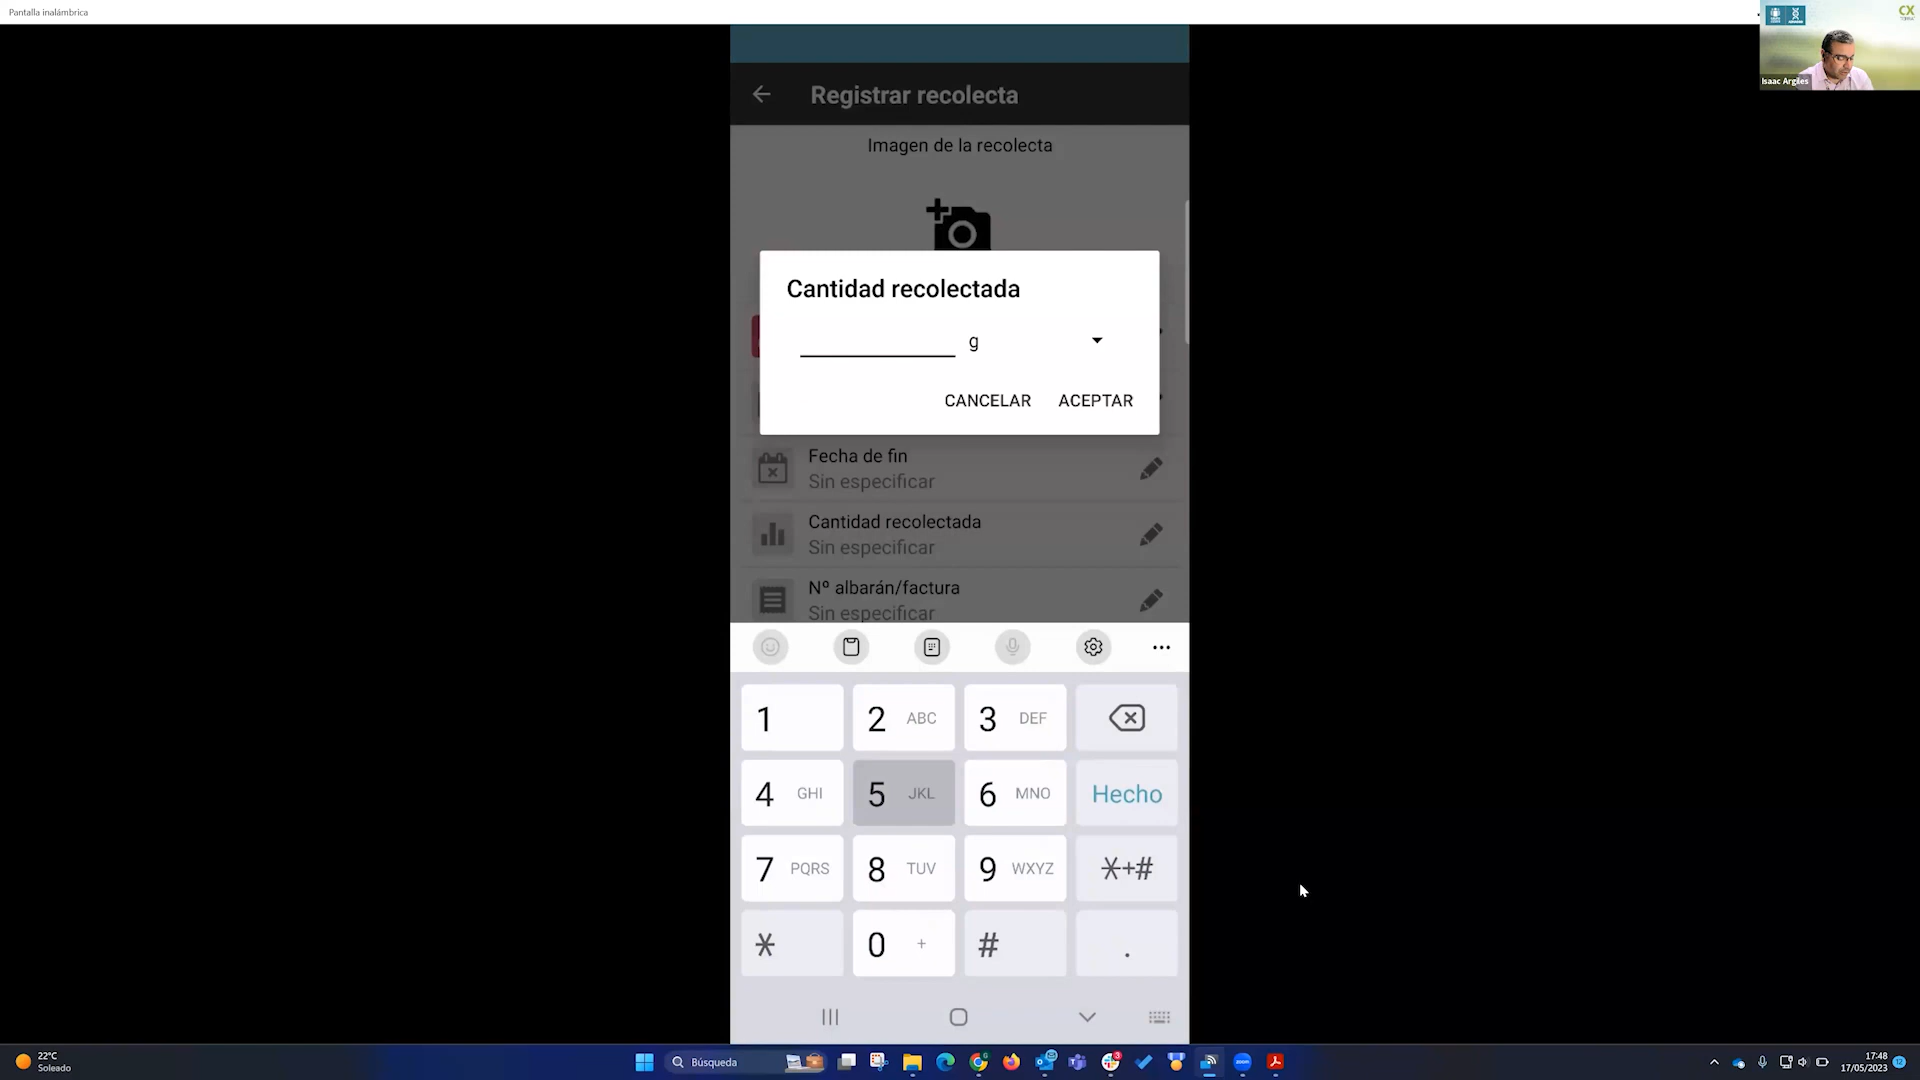 Pantalla inalámbrica
CX
Isaac Argiles
Registrar recolecta
Imagen de la recolecta
Cantidad recolectada
g
CANCELAR ACEPTAR
Fecha de fin
Sin especificar
Cantidad recolectada
Sin especificar
Nº albarán/factura
Sin especificar
1 2 ABC 3 DEF
4 GHI 5 JKL 6 MNO Hecho
7 PQRS 8 TUV 9 WXYZ *+#
* 0 + # .
22°C
Soleado
Búsqueda
17:48
17/05/2023